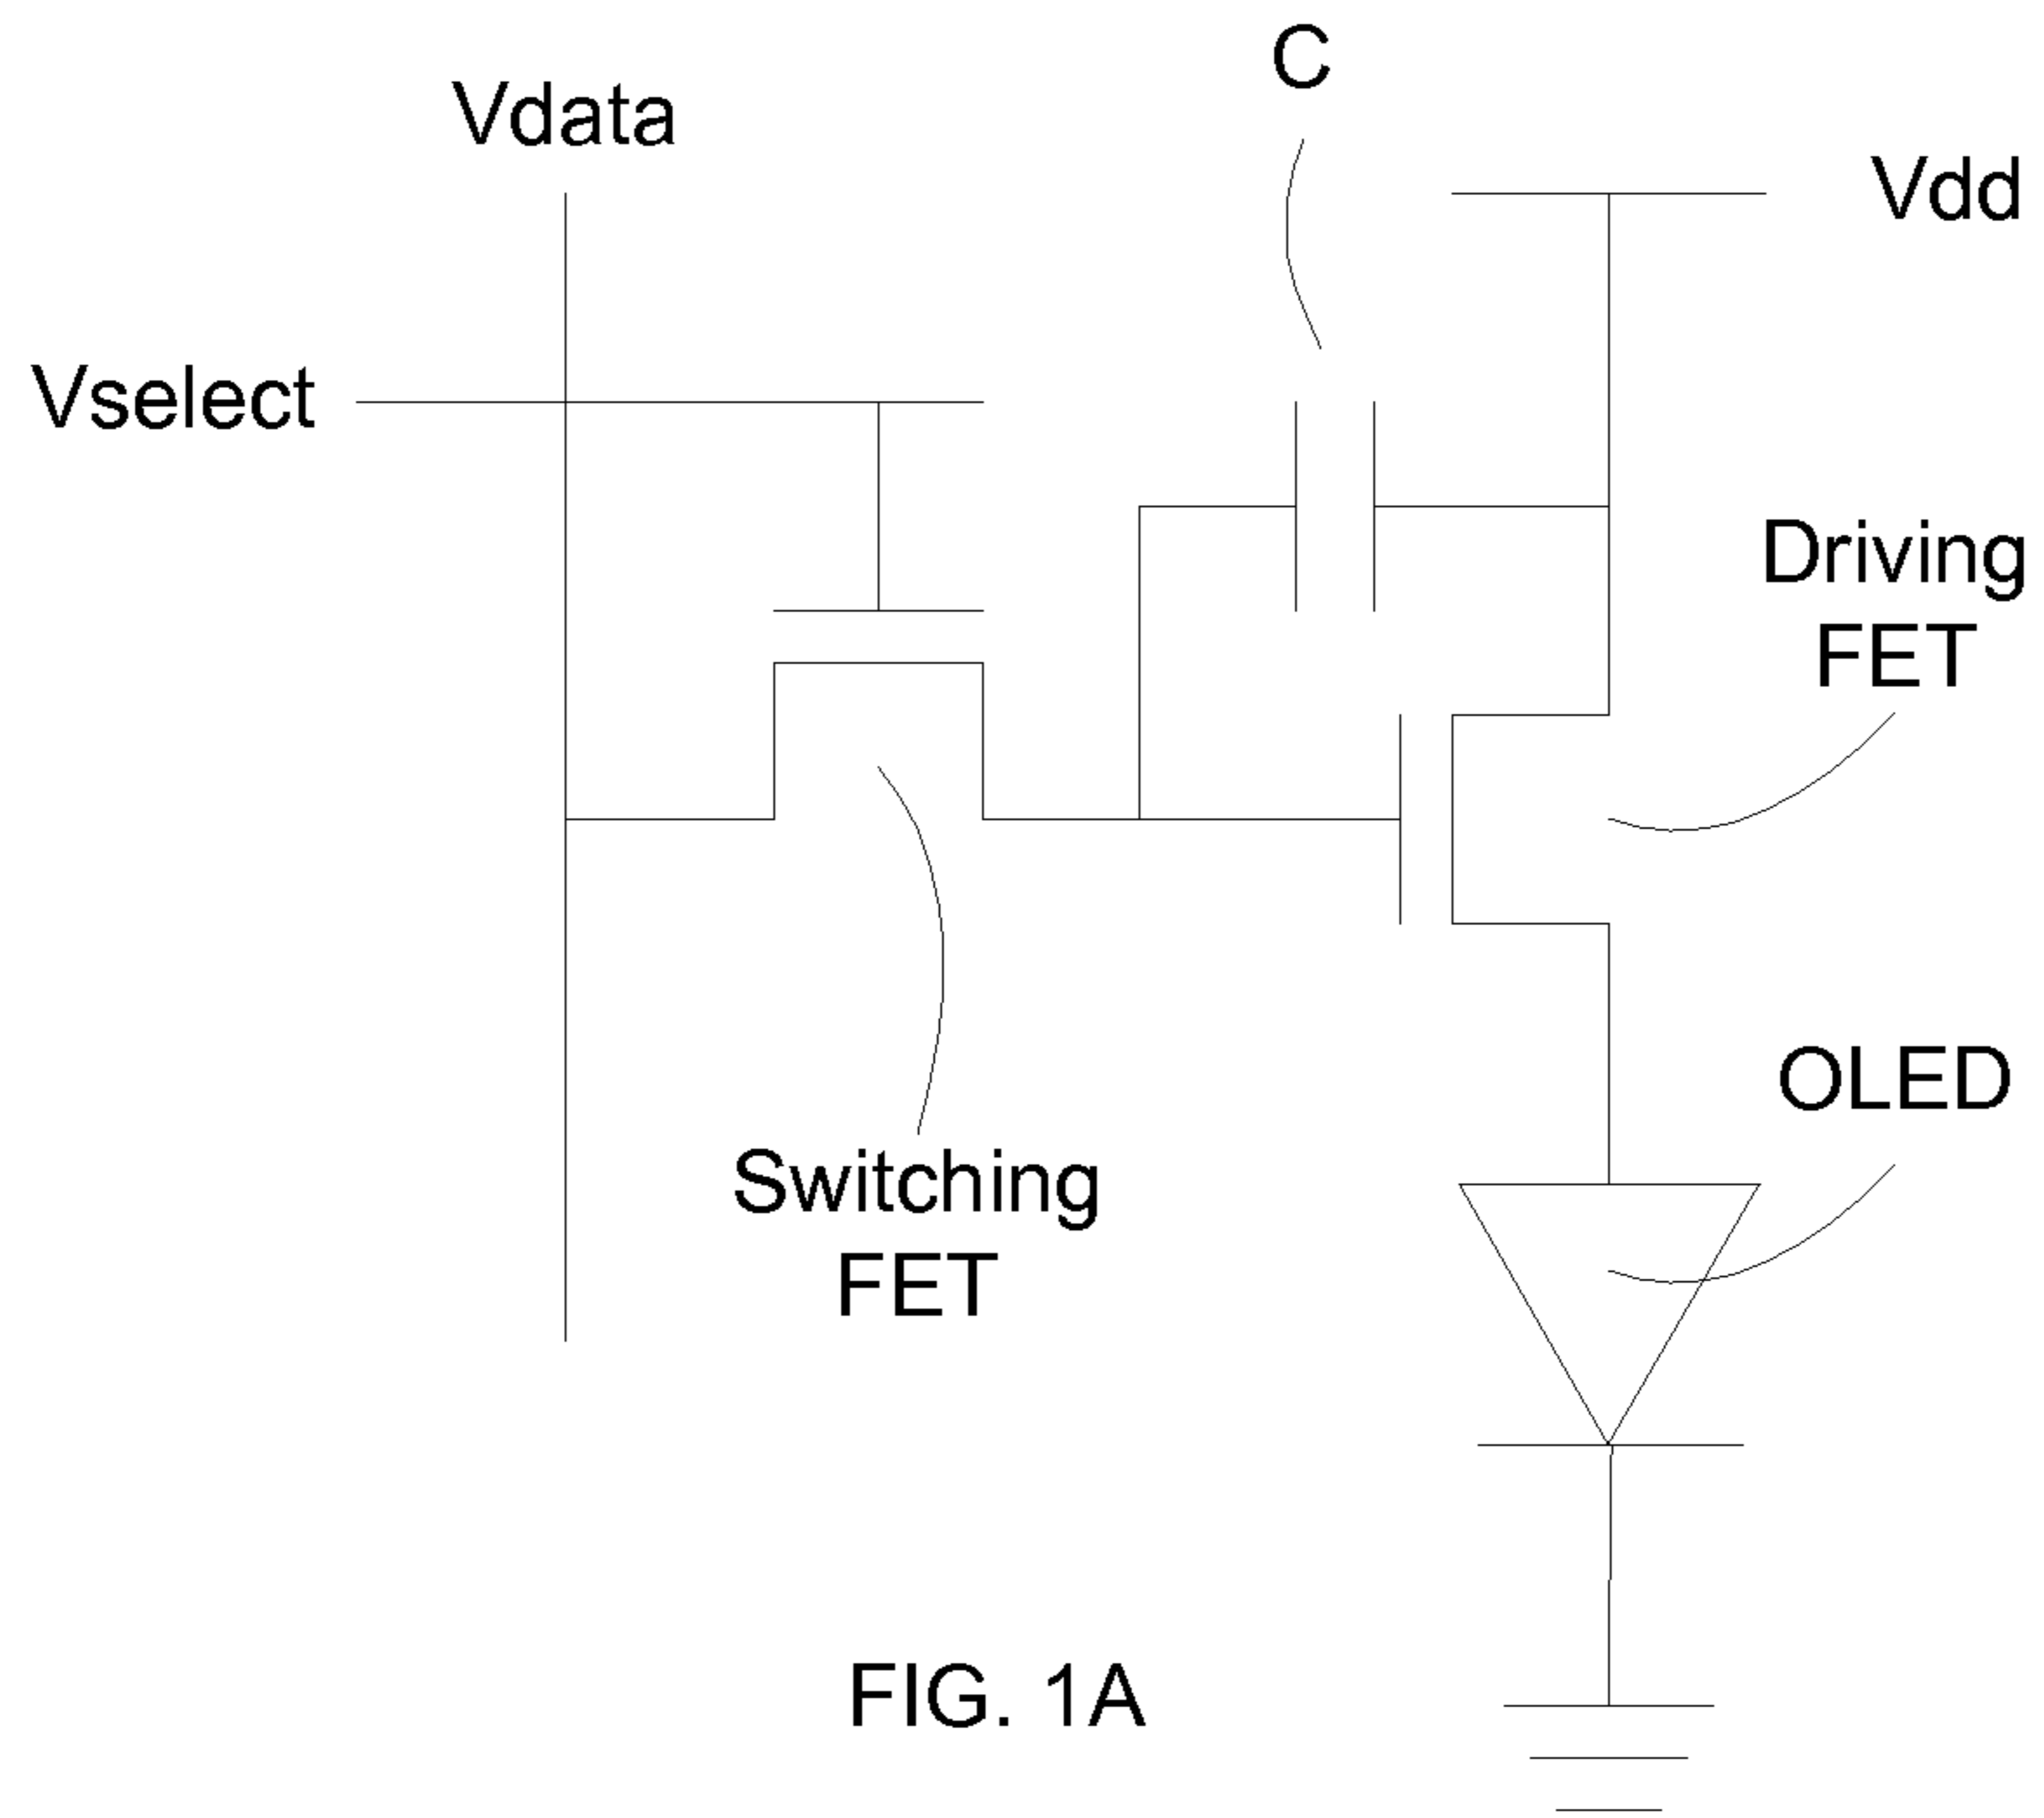 C
Vdata
Vdd
Vselect
Driving
FET
OLED
Switching
FET
FIG. 1A